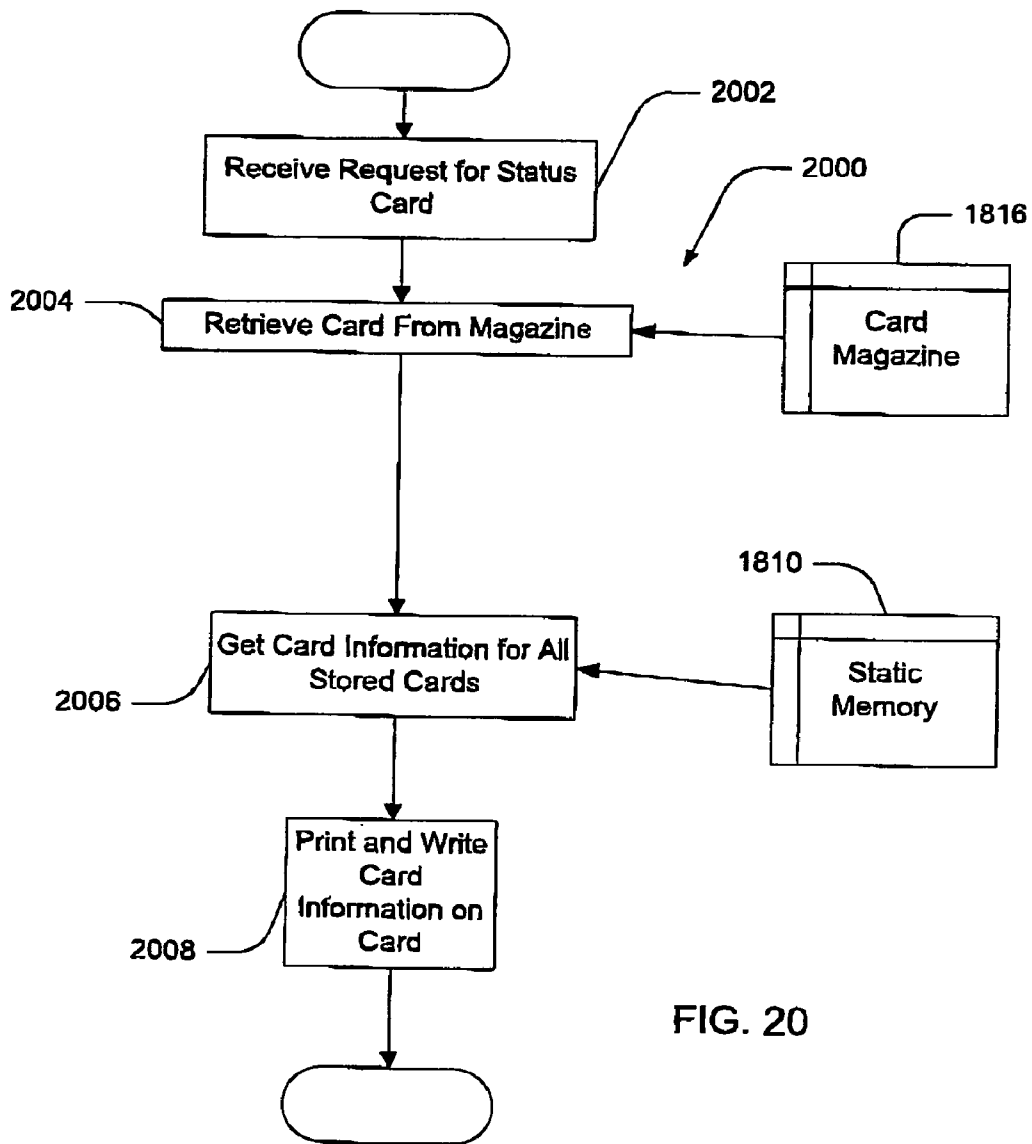 2002
Receive Request for Status
Card
2000
1816
2004
Retrieve Card From Magazine
Card
Magazine
1810
Get Card Information for All
Stored Cards
2006
Static
Memory
Print and Write
Card
Information on
Card
2008
FIG. 20